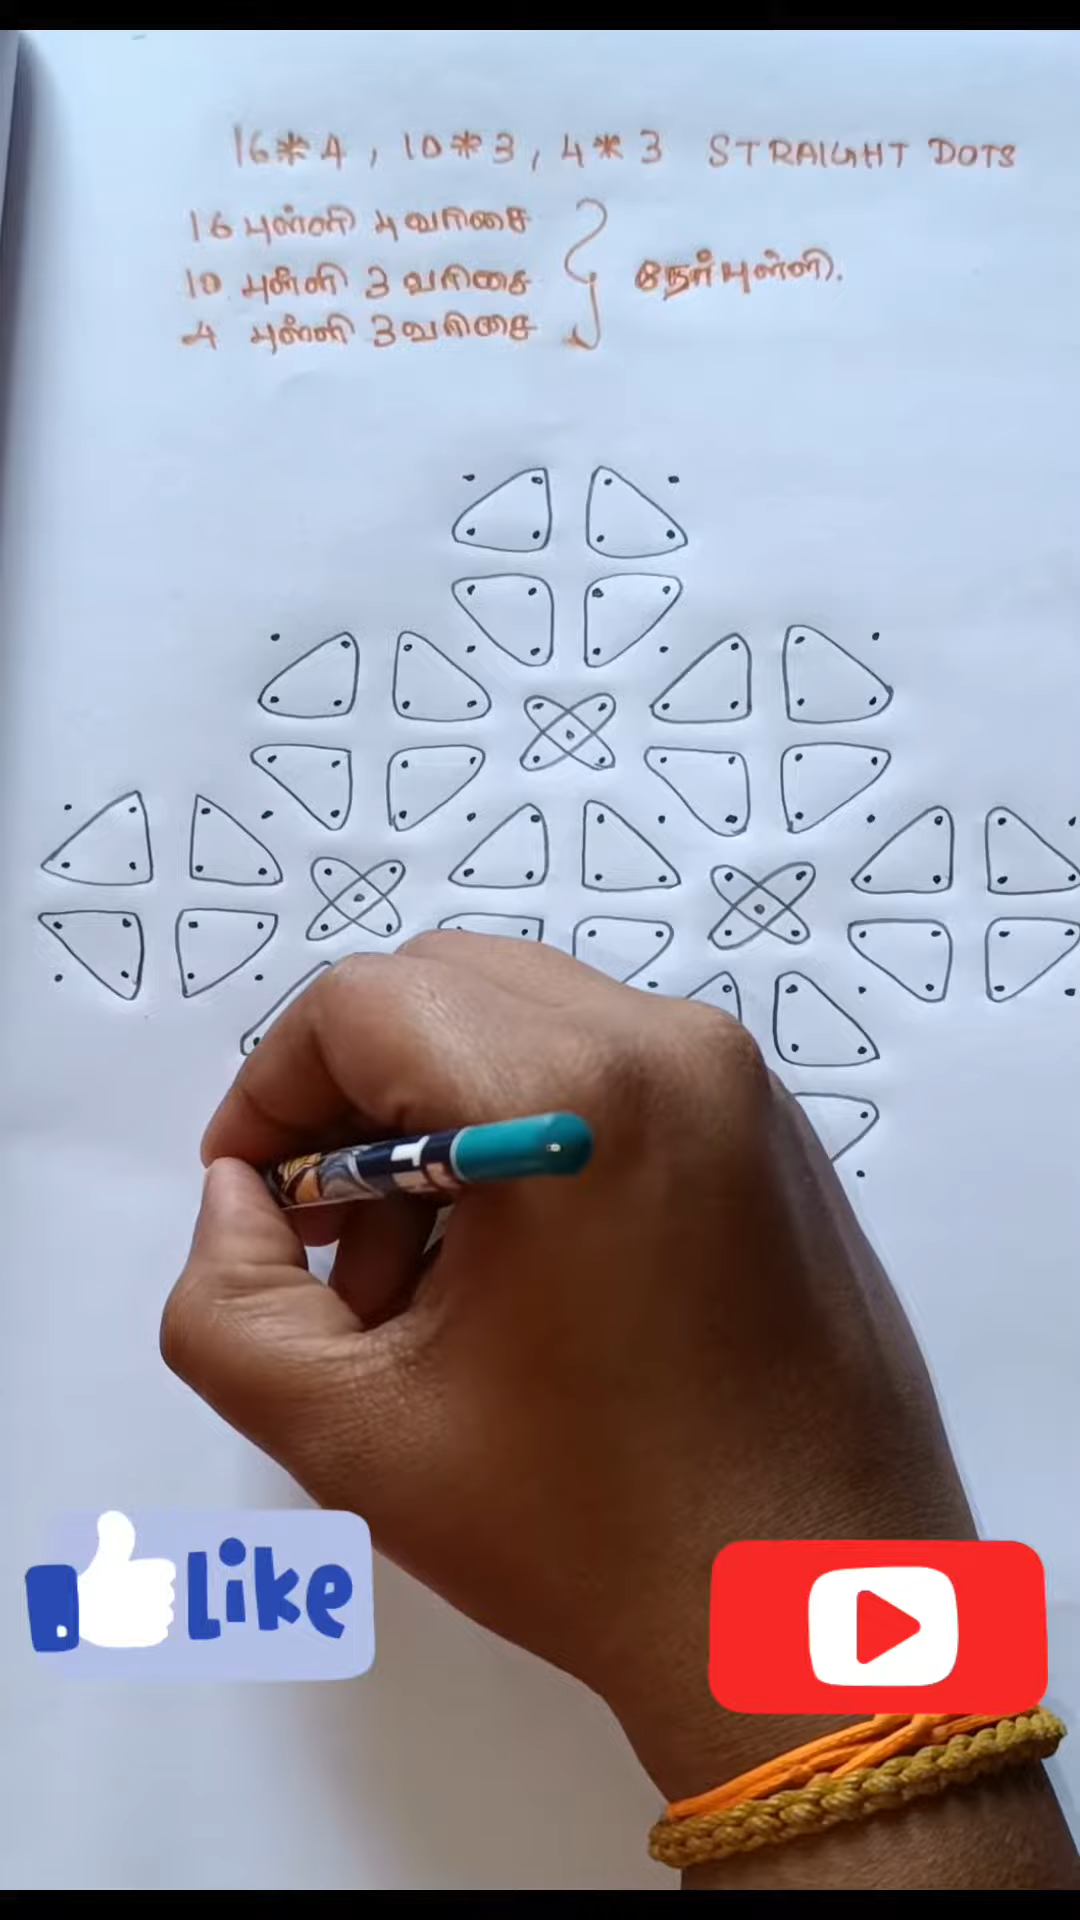 16*4, 10*3, 4*3 STRAIGHT DOTS
16 புள்ளி 4 வரிசை
10 புள்ளி 3 வரிசை
4 புள்ளி 3 வரிசை
நேர்புள்ளி.
Like